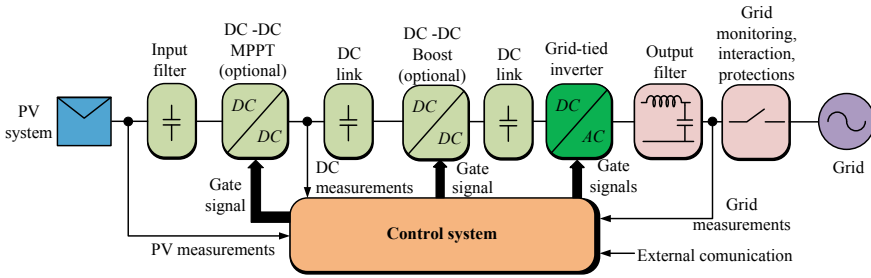 PV
system
Input
filter
DC -DC
MPPT
(optional)
DC
DC
DC
link
DC -DC
Boost
(optional)
DC
DC
DC
link
Grid-tied
inverter
DC
AC
Output
filter
Grid
monitoring,
interaction,
protections
Grid
Gate
signal
DC
measurements
Gate
signal
Gate
signals
Grid
measurements
PV measurements
Control system
External comunication